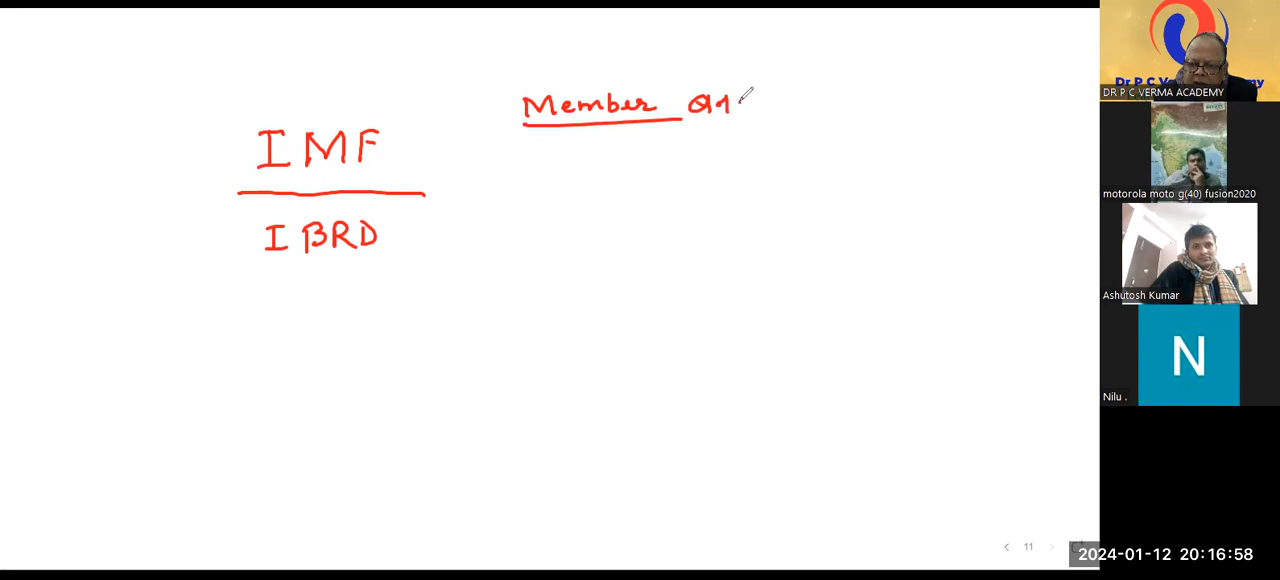 Member बन
IMF
IBRD
DR P C VERMA ACADEMY
motorola moto g(40) fusion2020
Ashutosh Kumar
N
Nilu .
11
2024-01-12 20:16:58